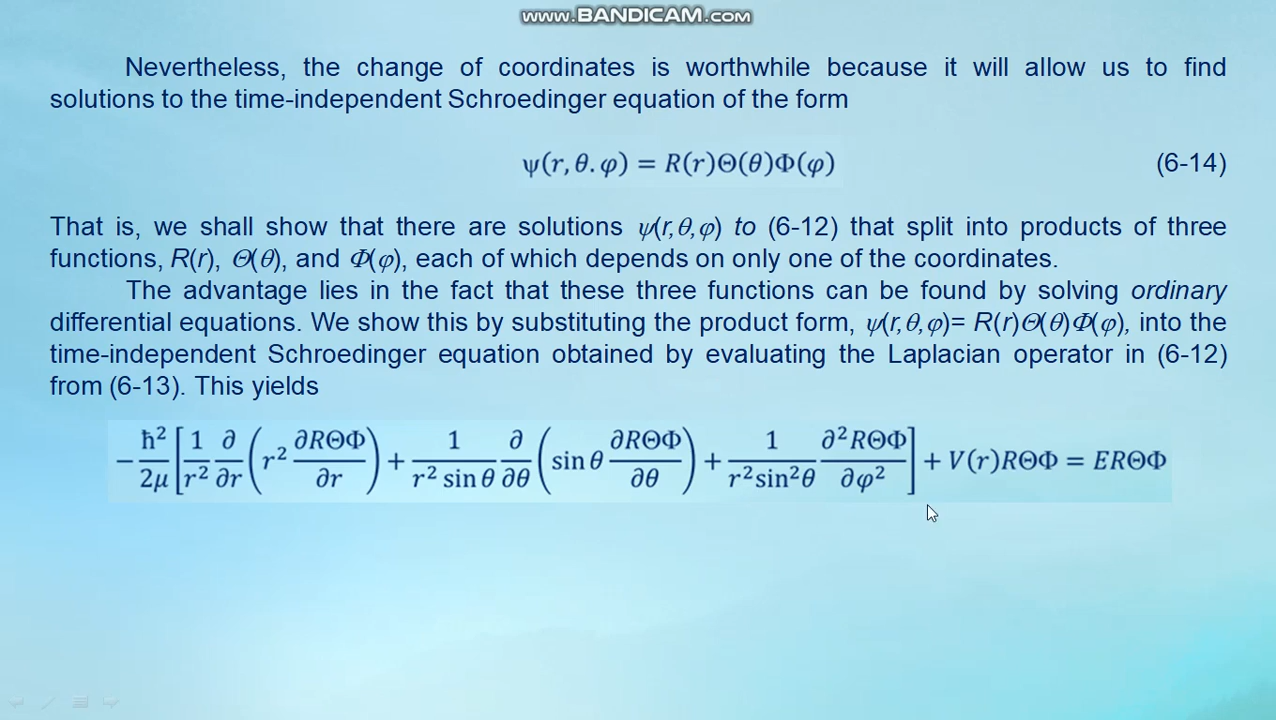 www.BANDICAM.com
Nevertheless, the change of coordinates is worthwhile because it will allow us to find
solutions to the time-independent Schroedinger equation of the form
ψ(r, θ. φ) = R(r)Θ(θ)Φ(φ) (6-14)
That is, we shall show that there are solutions ψ(r,θ,φ) to (6-12) that split into products of three
functions, R(r), Θ(θ), and Φ(φ), each of which depends on only one of the coordinates.
The advantage lies in the fact that these three functions can be found by solving ordinary
differential equations. We show this by substituting the product form, ψ(r,θ,φ)= R(r)Θ(θ)Φ(φ), into the
time-independent Schroedinger equation obtained by evaluating the Laplacian operator in (6-12)
from (6-13). This yields
−ħ²/2μ [1/r² ∂/∂r (r² ∂RΘΦ/∂r) + 1/(r² sin θ) ∂/∂θ (sin θ ∂RΘΦ/∂θ) + 1/(r²sin²θ) ∂²RΘΦ/∂φ²] + V(r)RΘΦ = ERΘΦ